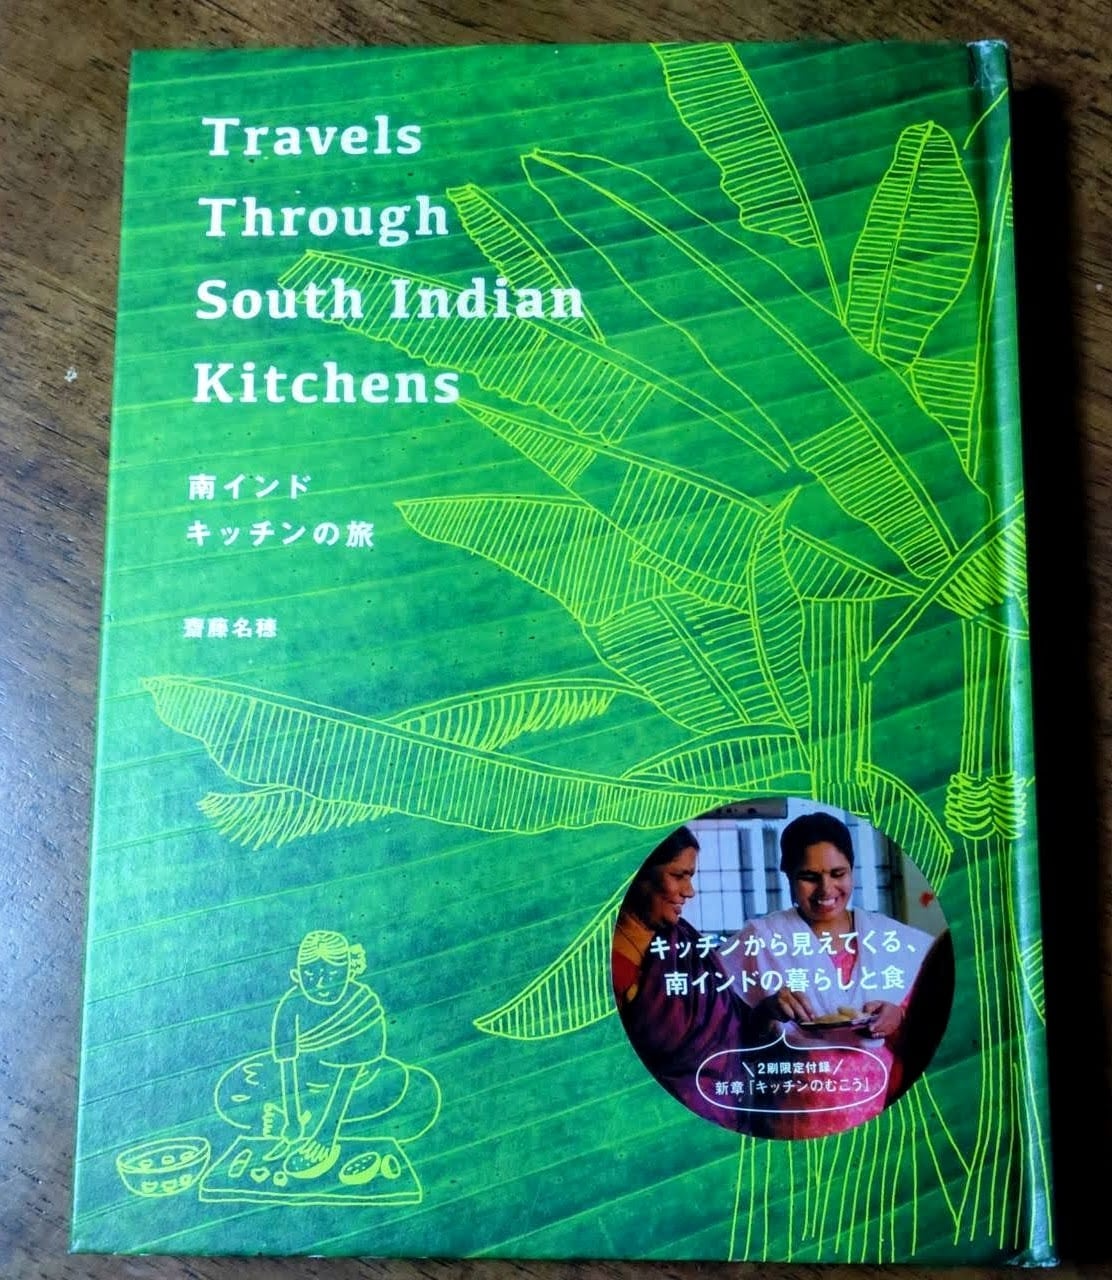 Travels
Through
South Indian
Kitchens
南インド
キッチンの旅
齋藤名穂
キッチンから見えてくる、
南インドの暮らしと食
\2刷限定付録/
新章「キッチンのむこう」